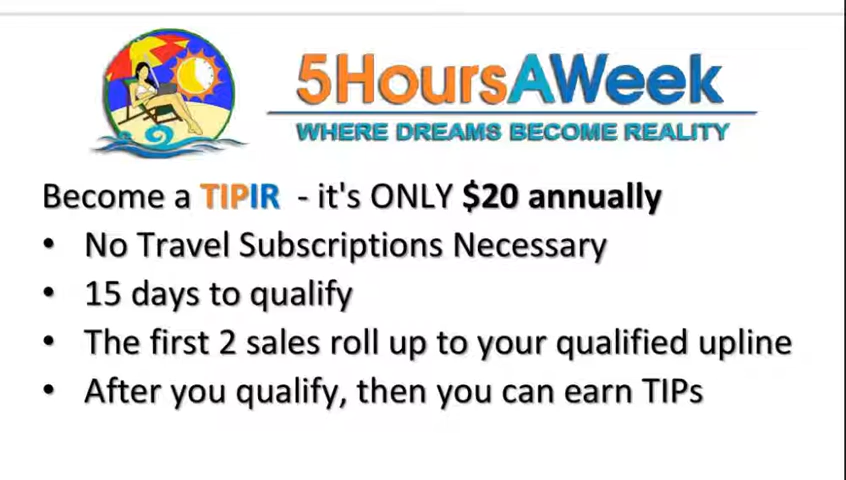 5HoursAWeek
WHERE DREAMS BECOME REALITY
Become a TIPIR - it's ONLY $20 annually
• No Travel Subscriptions Necessary
• 15 days to qualify
• The first 2 sales roll up to your qualified upline
• After you qualify, then you can earn TIPs